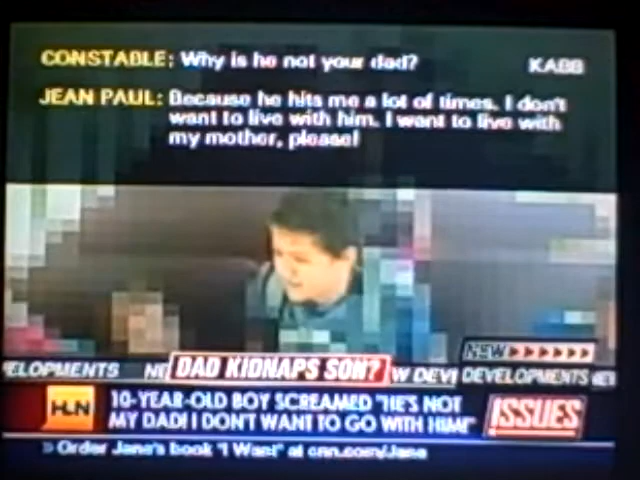 CONSTABLE: Why is he not your dad?
KABB
JEAN PAUL: Because he hits me a lot of times. I don't
want to live with him. I want to live with
my mother, please!
NEW
ELOPMENTS NE DAD KIDNAPS SON? W DEVI DEVELOPMENTS
HLN
10-YEAR-OLD BOY SCREAMED "HE'S NOT
MY DAD! I DON'T WANT TO GO WITH HIM!"
ISSUES
» Order Jane's book "I Want" at cnn.com/Jane